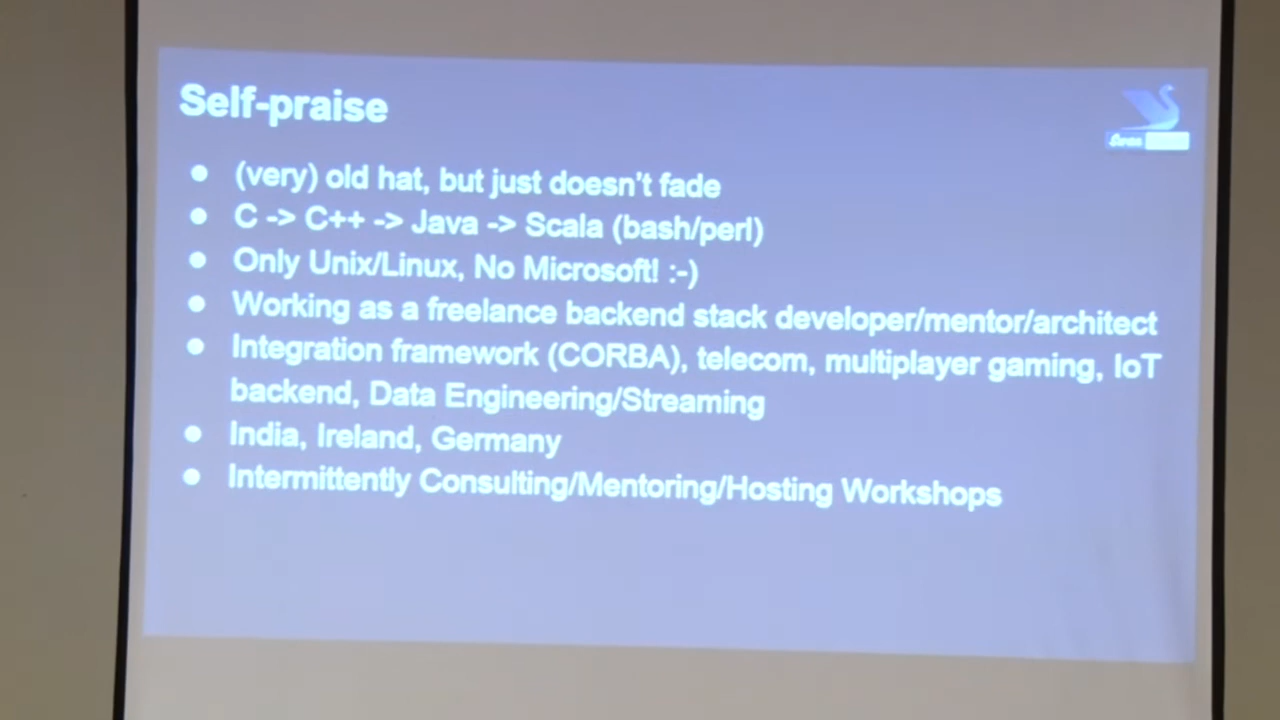 Self-praise
Swan
● (very) old hat, but just doesn't fade
● C -> C++ -> Java -> Scala (bash/perl)
● Only Unix/Linux, No Microsoft! :-)
● Working as a freelance backend stack developer/mentor/architect
● Integration framework (CORBA), telecom, multiplayer gaming, IoT
backend, Data Engineering/Streaming
● India, Ireland, Germany
● Intermittently Consulting/Mentoring/Hosting Workshops